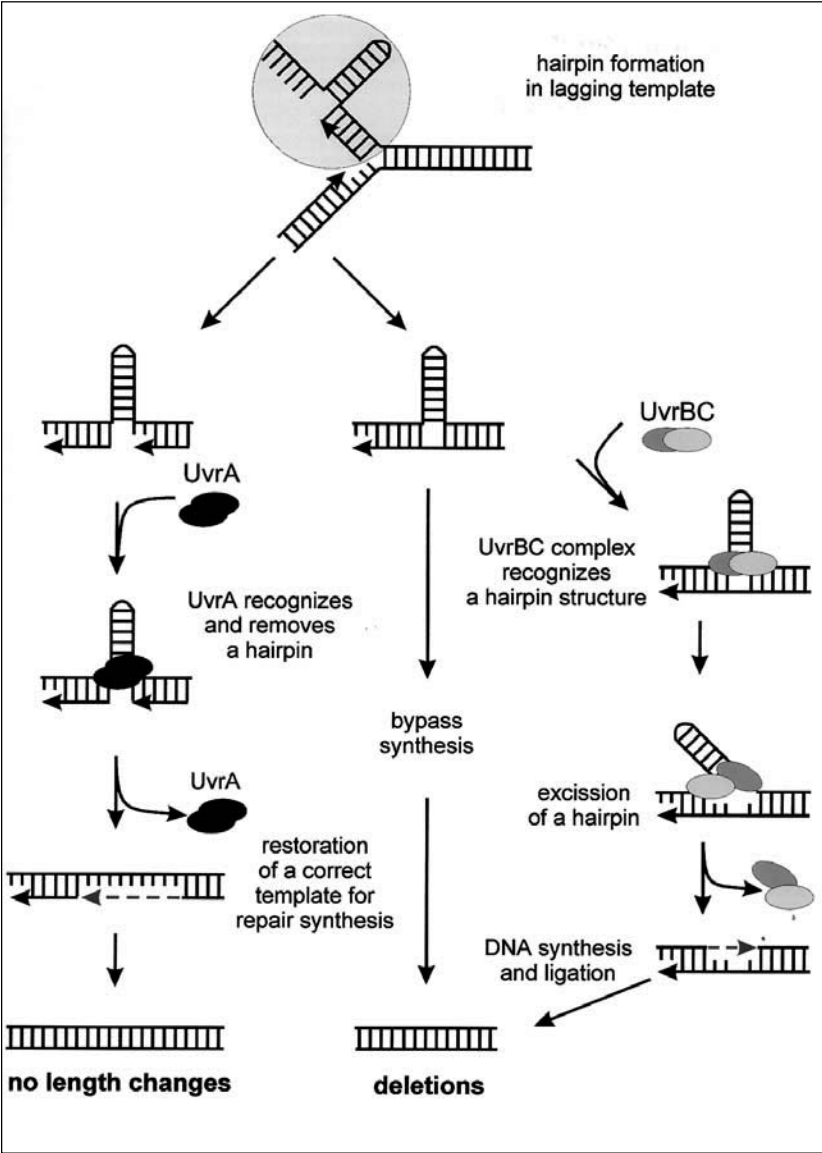 hairpin formation
in lagging template
UvrBC
UvrA
UvrBC complex
recognizes
a hairpin structure
UvrA recognizes
and removes
a hairpin
bypass
synthesis
UvrA
excission
of a hairpin
restoration
of a correct
template for
repair synthesis
DNA synthesis
and ligation
no length changes
deletions